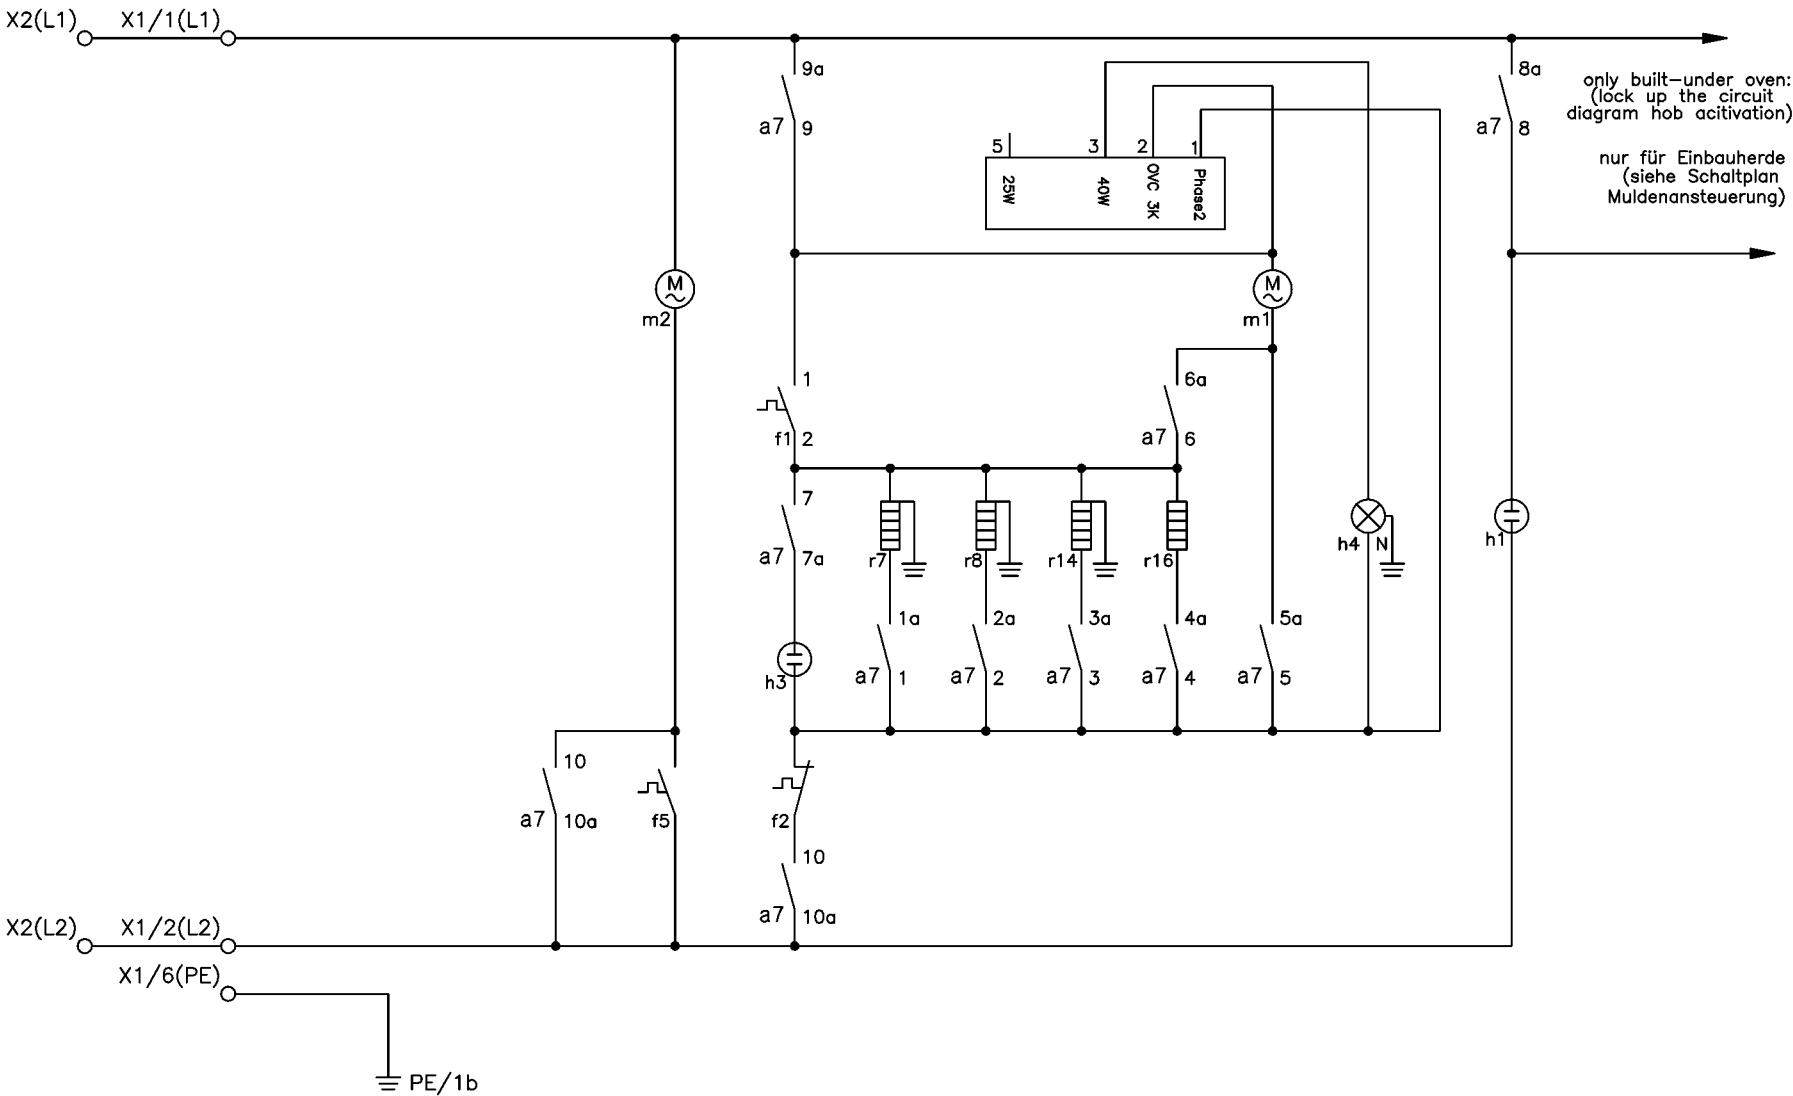 X2(L1) X1/1(L1)
9a
a7 9
8a
a7 8
only built-under oven:
(lock up the circuit
diagram hob acitivation)
nur für Einbauherde
(siehe Schaltplan
Muldenansteuerung)
5 3 2 1
25W 40W OVC 3K Phase2
M
m2
M
m1
1
f1 2
6a
a7 6
7
a7 7a
r7 r8 r14 r16
h4 N
h1
h3
1a 2a 3a 4a 5a
a7 1 a7 2 a7 3 a7 4 a7 5
10
a7 10a
f5
f2
10
a7 10a
X2(L2) X1/2(L2)
X1/6(PE)
PE/1b